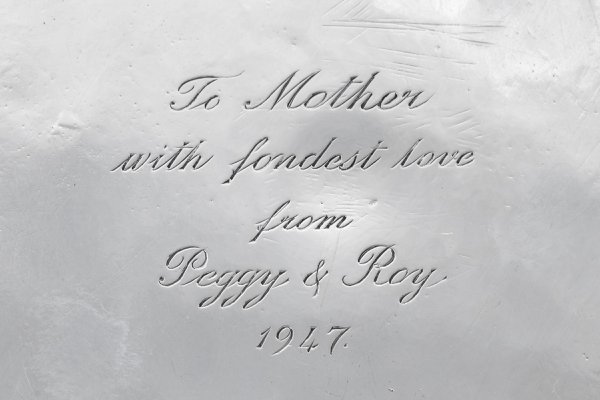 To Mother
with fondest love
from
Peggy & Roy
1947.